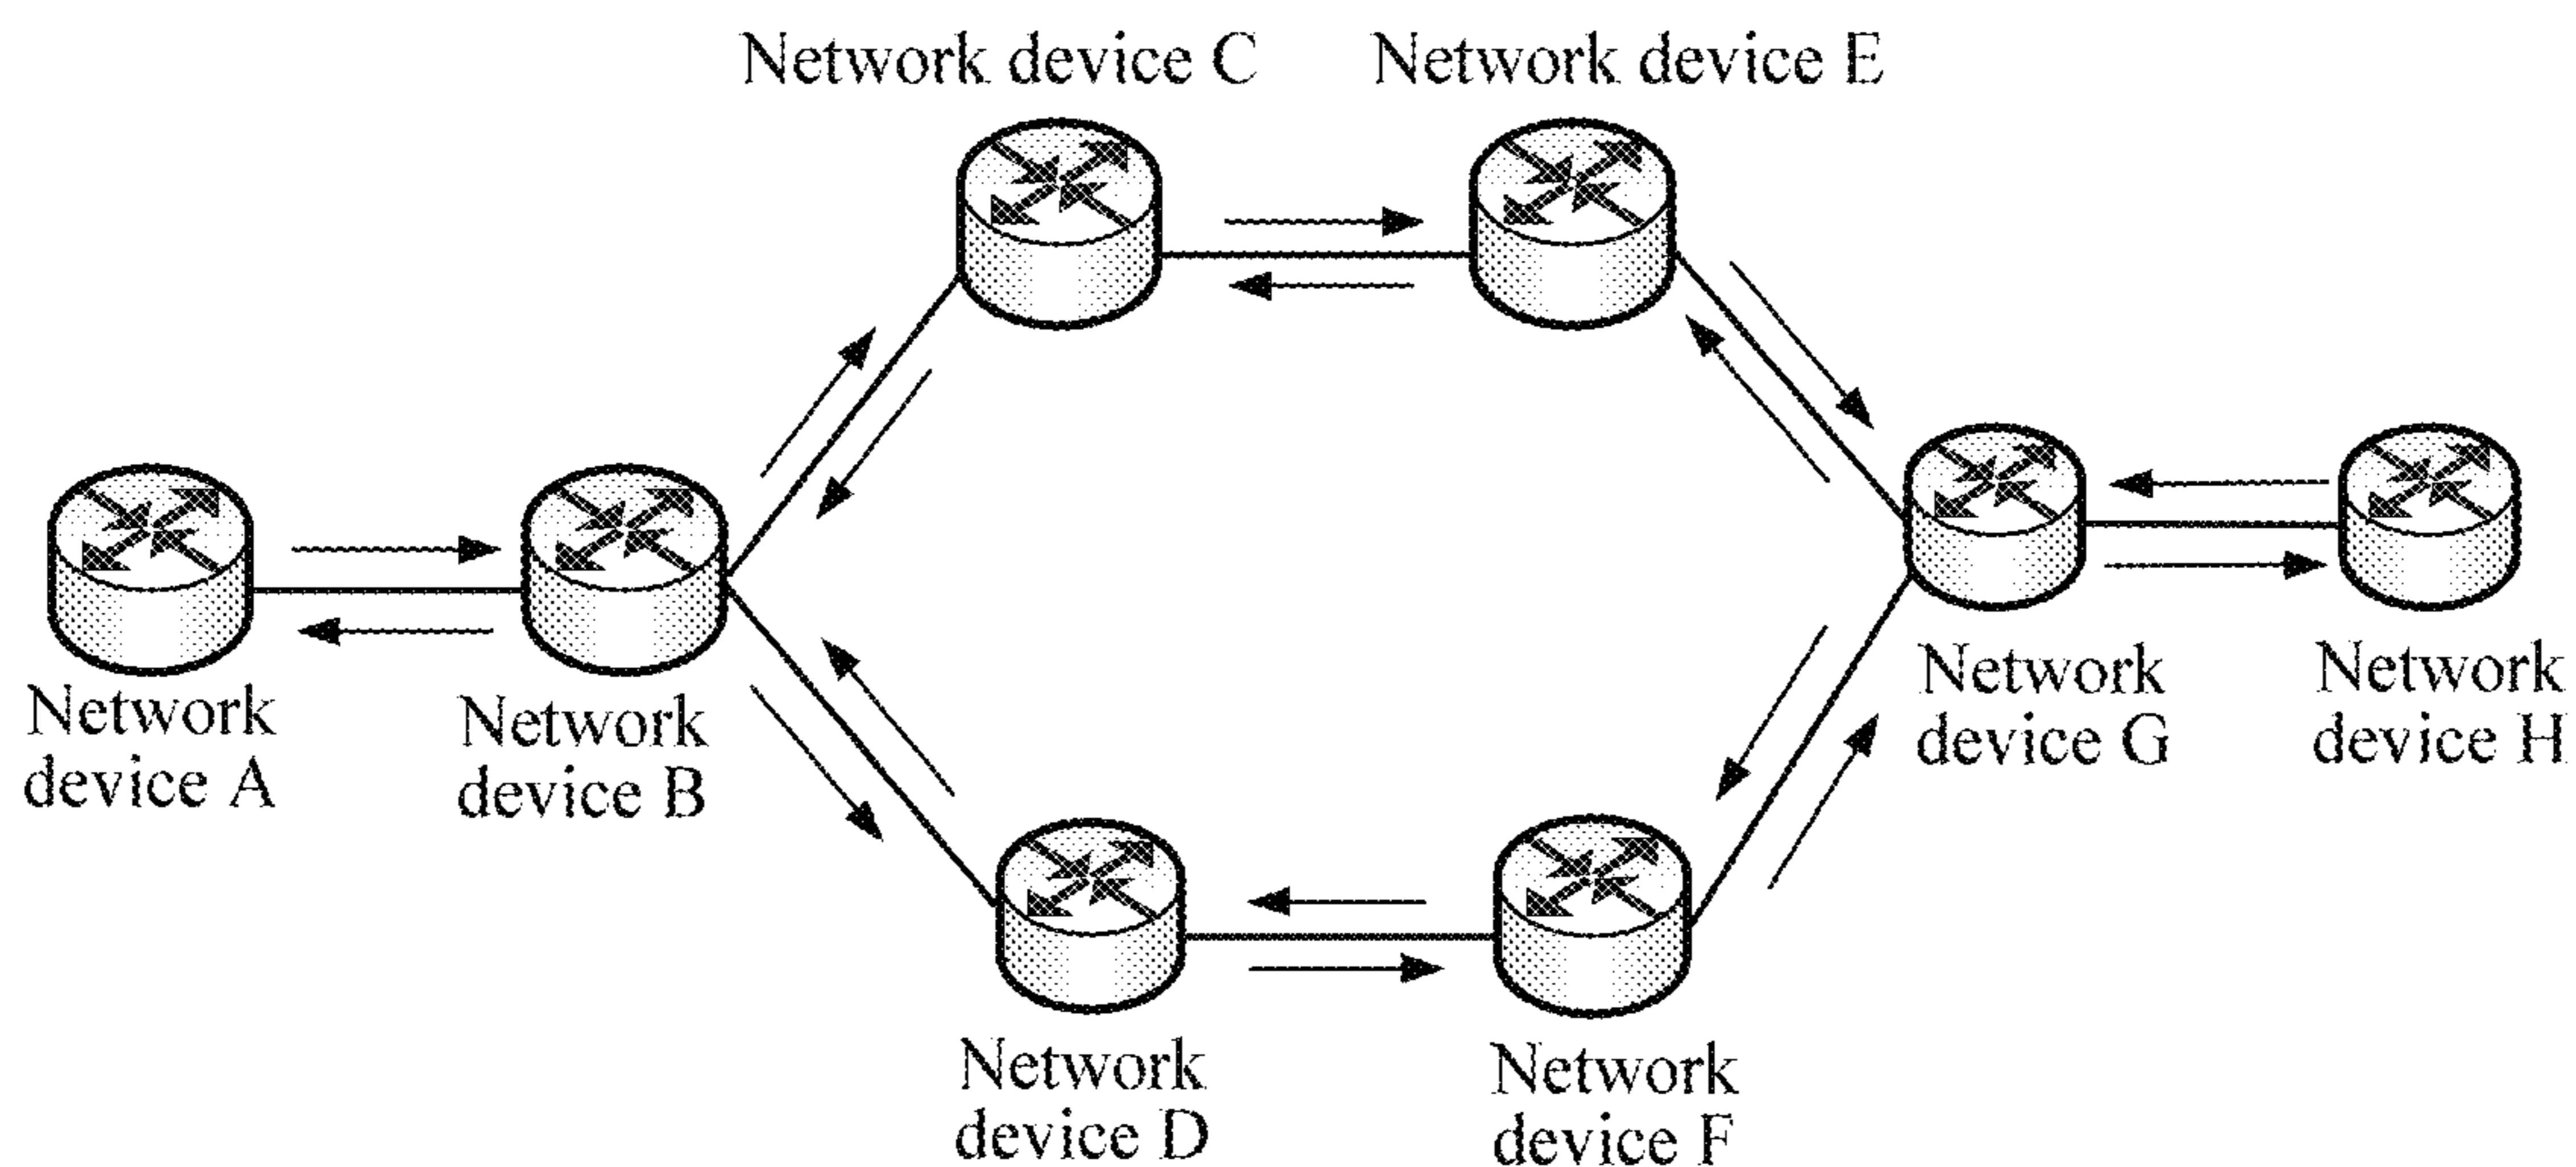 Network device C
Network device E
Network
device A
Network
device B
Network
device G
Network
device H
Network
device D
Network
device F